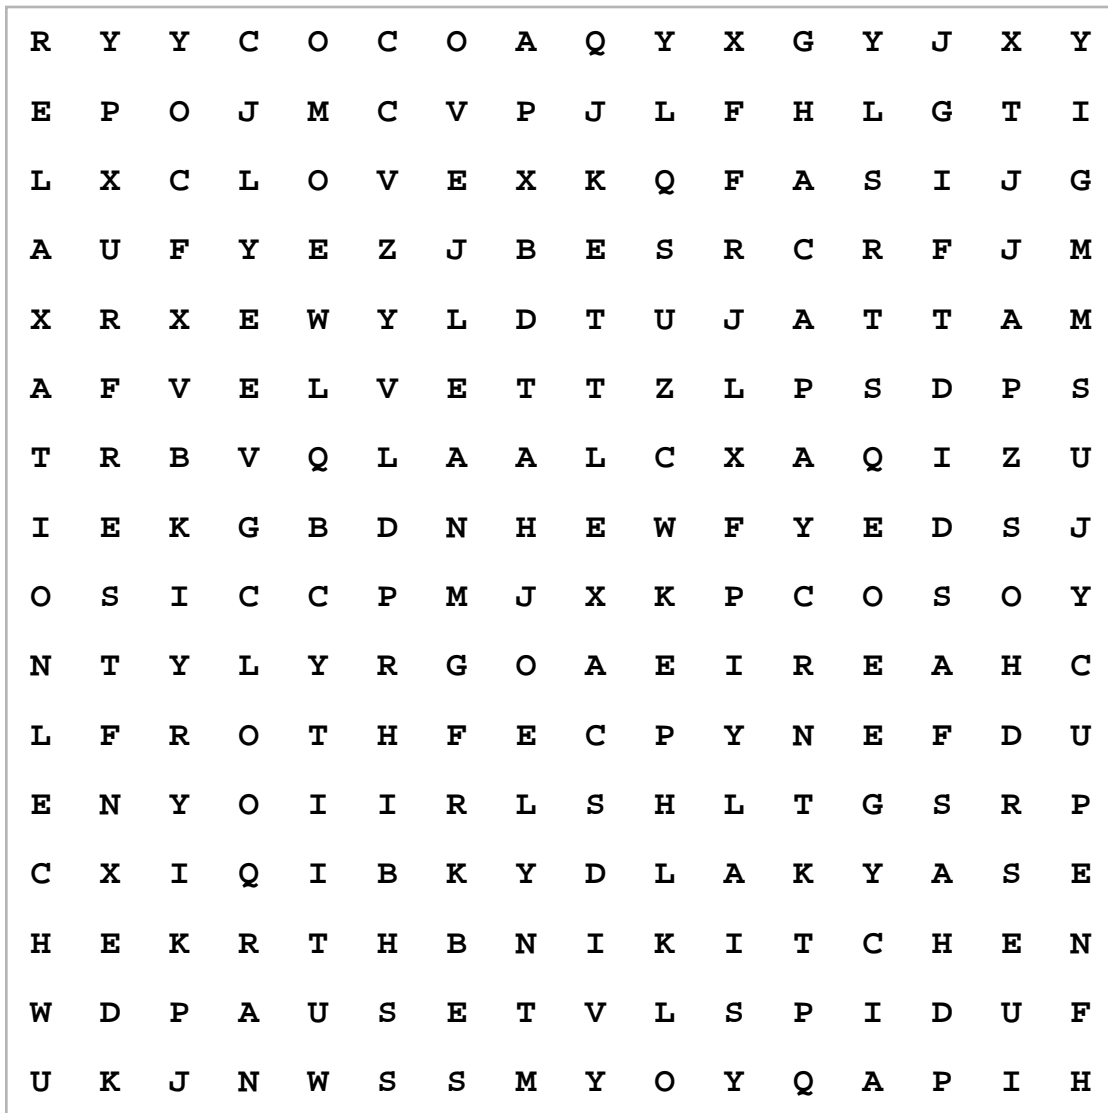 R Y Y C O C O A Q Y X G Y J X Y
E P O J M C V P J L F H L G T I
L X C L O V E X K Q F A S I J G
A U F Y E Z J B E S R C R F J M
X R X E W Y L D T U J A T T A M
A F V E L V E T T Z L P S D P S
T R B V Q L A A L C X A Q I Z U
I E K G B D N H E W F Y E D S J
O S I C C P M J X K P C O S O Y
N T Y L Y R G O A E I R E A H C
L F R O T H F E C P Y N E F D U
E N Y O I I R L S H L T G S R P
C X I Q I B K Y D L A K Y A S E
H E K R T H B N I K I T C H E N
W D P A U S E T V L S P I D U F
U K J N W S S M Y O Y Q A P I H